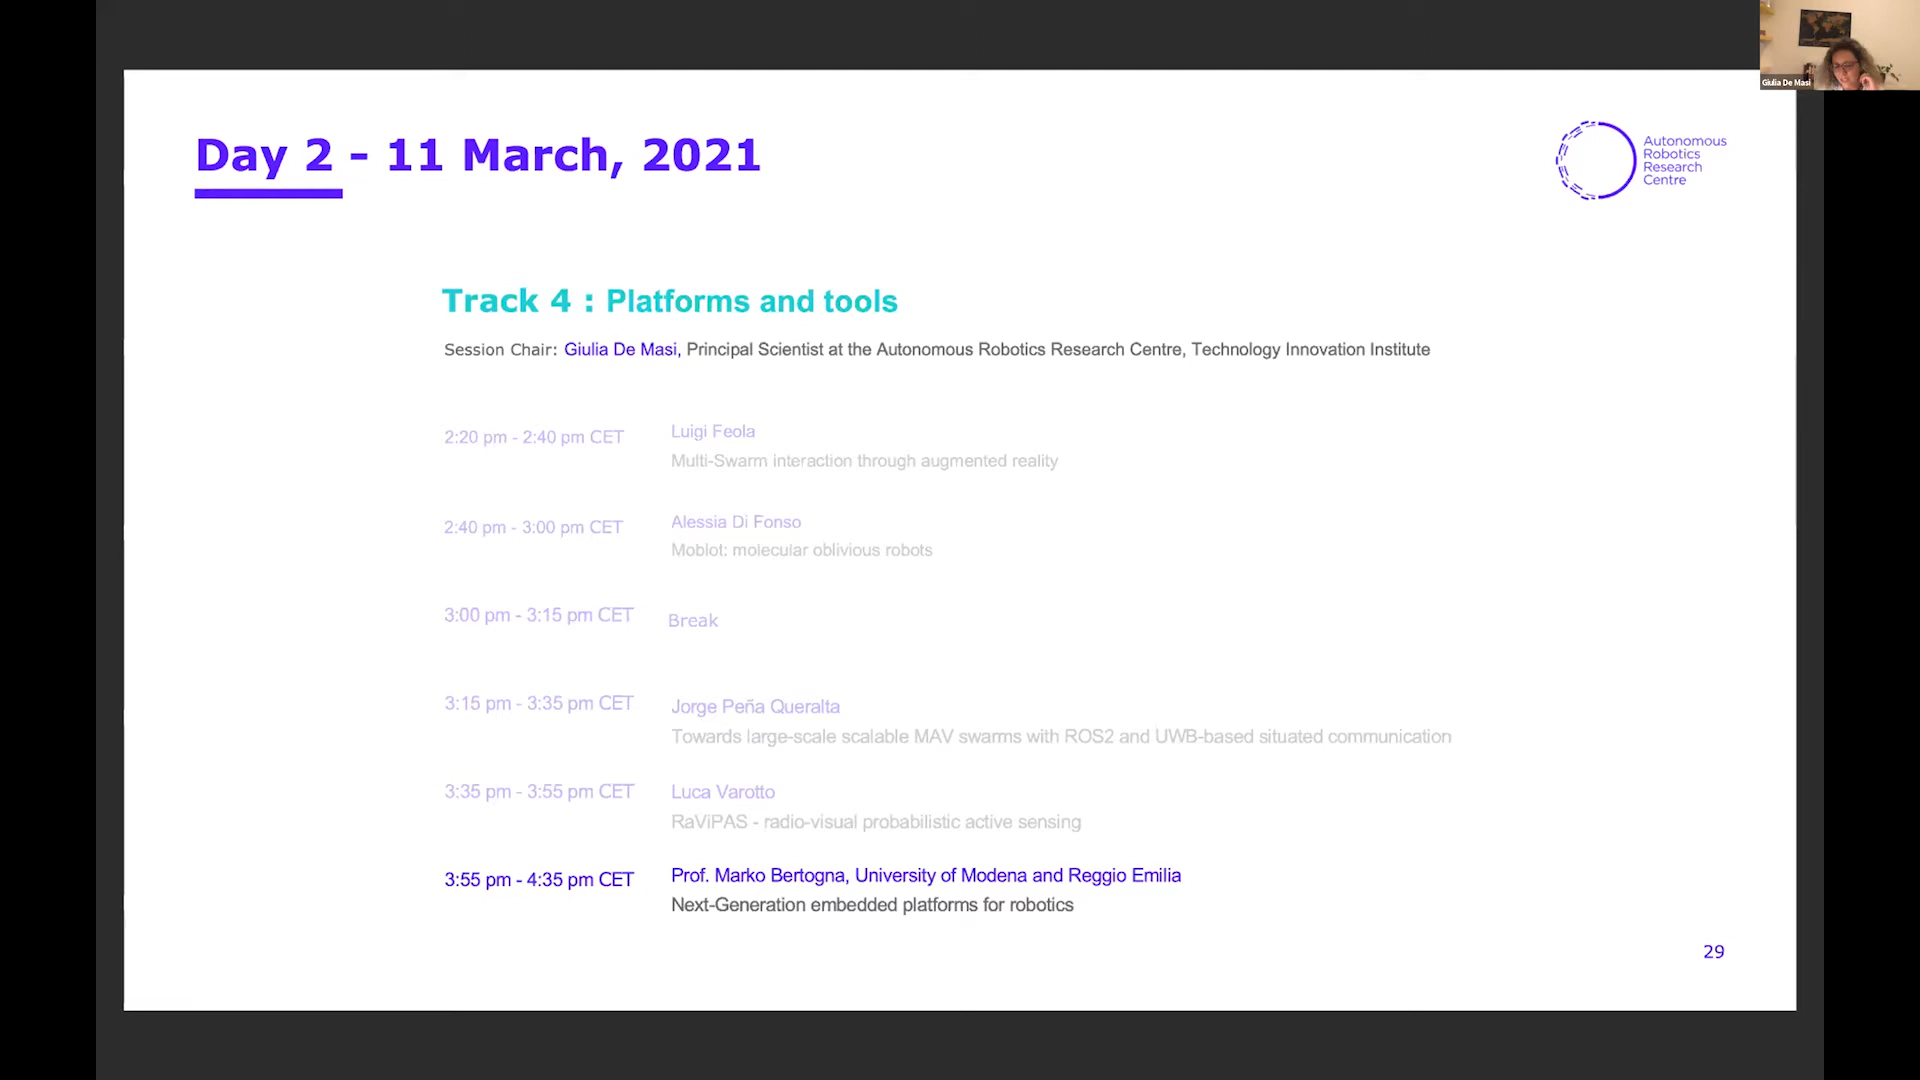 Giulia De Masi
Day 2 - 11 March, 2021
Autonomous
Robotics
Research
Centre
Track 4 : Platforms and tools
Session Chair: Giulia De Masi, Principal Scientist at the Autonomous Robotics Research Centre, Technology Innovation Institute
2:20 pm - 2:40 pm CET
Luigi Feola
Multi-Swarm interaction through augmented reality
2:40 pm - 3:00 pm CET
Alessia Di Fonso
Moblot: molecular oblivious robots
3:00 pm - 3:15 pm CET
Break
3:15 pm - 3:35 pm CET
Jorge Peña Queralta
Towards large-scale scalable MAV swarms with ROS2 and UWB-based situated communication
3:35 pm - 3:55 pm CET
Luca Varotto
RaViPAS - radio-visual probabilistic active sensing
3:55 pm - 4:35 pm CET
Prof. Marko Bertogna, University of Modena and Reggio Emilia
Next-Generation embedded platforms for robotics
29